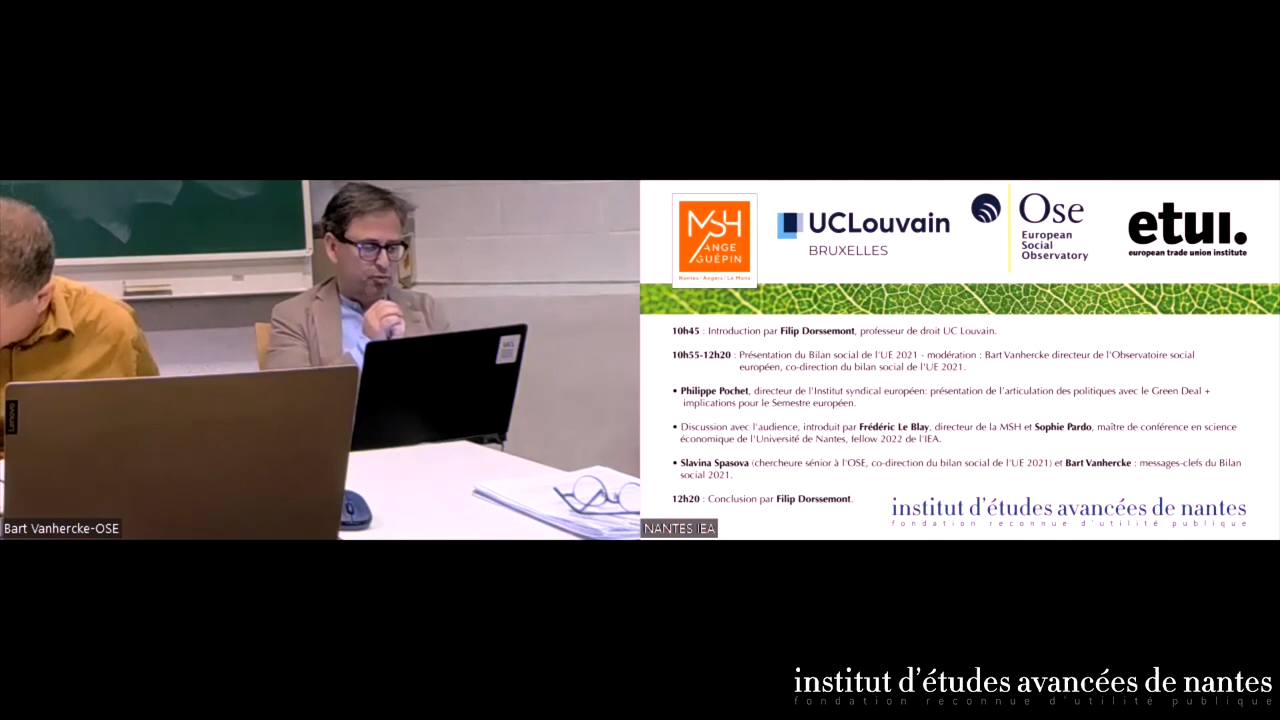 Lenovo
UCL
Bart Vanhercke-OSE
MSH
ANGE
GUÉPIN
Nantes · Angers · Le Mans
UCLouvain
BRUXELLES
Ose
European
Social
Observatory
etui.
european trade union institute
10h45 : Introduction par Filip Dorssemont, professeur de droit UC Louvain.
10h55-12h20 : Présentation du Bilan social de l'UE 2021 - modération : Bart Vanhercke directeur de l'Observatoire social
européen, co-direction du bilan social de l'UE 2021.
• Philippe Pochet, directeur de l'Institut syndical européen: présentation de l'articulation des politiques avec le Green Deal +
implications pour le Semestre européen.
• Discussion avec l'audience, introduit par Frédéric Le Blay, directeur de la MSH et Sophie Pardo, maître de conférence en science
économique de l'Université de Nantes, fellow 2022 de l'IEA.
• Slavina Spasova (chercheure sénior à l'OSE, co-direction du bilan social de l'UE 2021) et Bart Vanhercke : messages-clefs du Bilan
social 2021.
12h20 : Conclusion par Filip Dorssemont.
institut d'études avancées de nantes
fondation reconnue d'utilité publique
NANTES IEA
institut d'études avancées de nantes
fondation reconnue d'utilité publique